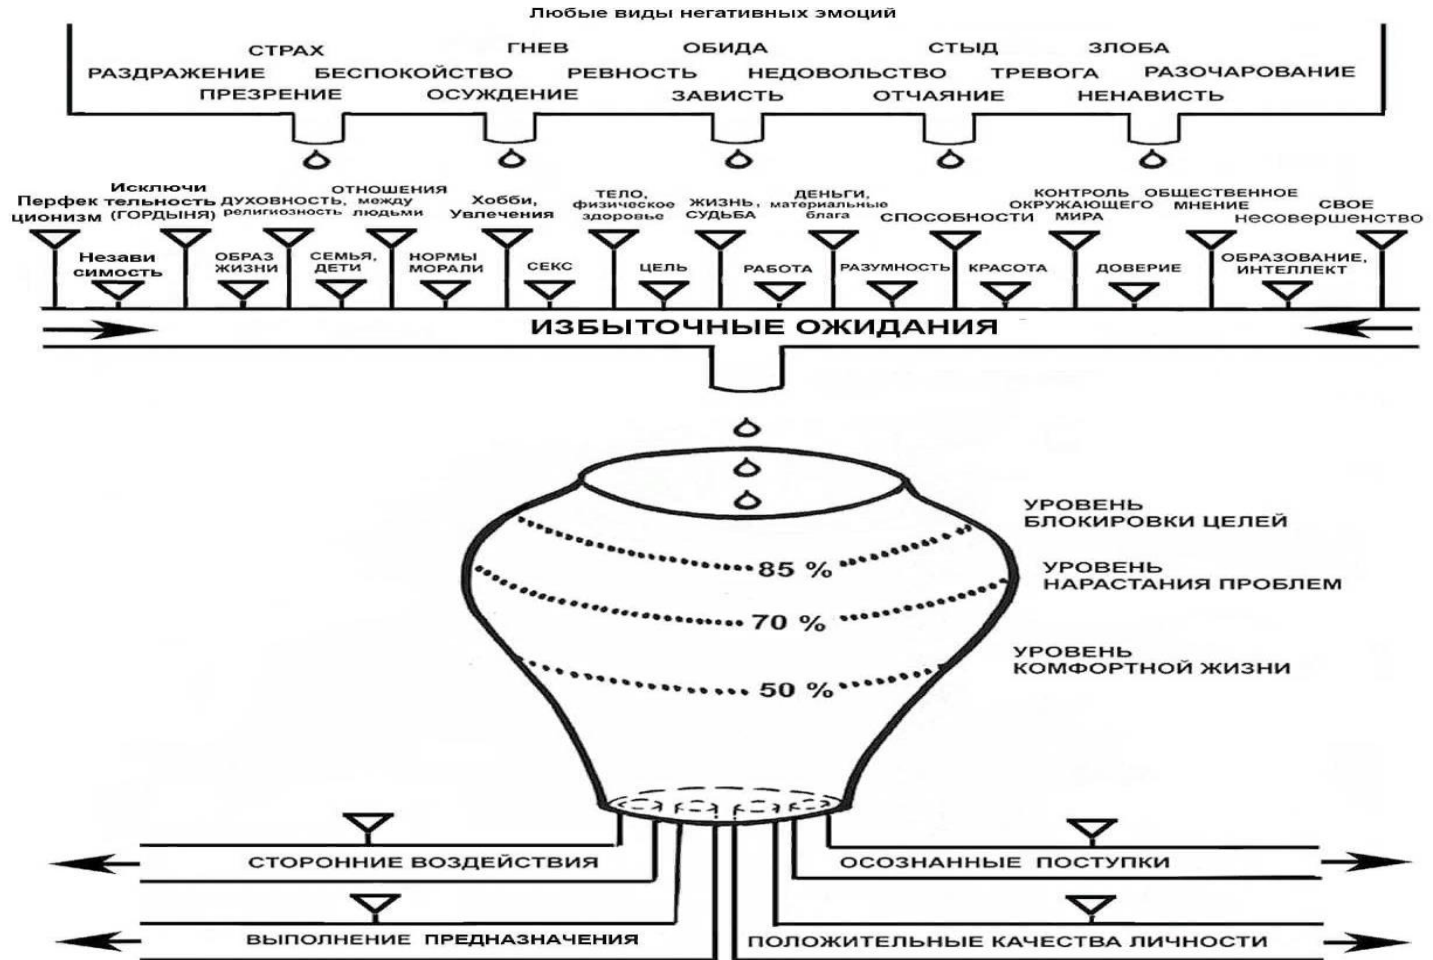 Любые виды негативных эмоций
СТРАХ ГНЕВ ОБИДА СТЫД ЗЛОБА
РАЗДРАЖЕНИЕ БЕСПОКОЙСТВО РЕВНОСТЬ НЕДОВОЛЬСТВО ТРЕВОГА РАЗОЧАРОВАНИЕ
ПРЕЗРЕНИЕ ОСУЖДЕНИЕ ЗАВИСТЬ ОТЧАЯНИЕ НЕНАВИСТЬ
Перфек
ционизм
Исключи
тельность
(ГОРДЫНЯ)
ДУХОВНОСТЬ,
религиозность
ОТНОШЕНИЯ
между
людьми
Хобби,
Увлечения
ТЕЛО,
физическое
здоровье
ЖИЗНЬ,
СУДЬБА
ДЕНЬГИ,
материальные
блага
СПОСОБНОСТИ
КОНТРОЛЬ
ОКРУЖАЮЩЕГО
МИРА
ОБЩЕСТВЕННОЕ
МНЕНИЕ
СВОЕ
несовершенство
Незави
симость
ОБРАЗ
ЖИЗНИ
СЕМЬЯ,
ДЕТИ
НОРМЫ
МОРАЛИ
СЕКС
ЦЕЛЬ
РАБОТА
РАЗУМНОСТЬ
КРАСОТА
ДОВЕРИЕ
ОБРАЗОВАНИЕ,
ИНТЕЛЛЕКТ
ИЗБЫТОЧНЫЕ ОЖИДАНИЯ
УРОВЕНЬ
БЛОКИРОВКИ ЦЕЛЕЙ
85 %
УРОВЕНЬ
НАРАСТАНИЯ ПРОБЛЕМ
70 %
УРОВЕНЬ
КОМФОРТНОЙ ЖИЗНИ
50 %
СТОРОННИЕ ВОЗДЕЙСТВИЯ
ОСОЗНАННЫЕ ПОСТУПКИ
ВЫПОЛНЕНИЕ ПРЕДНАЗНАЧЕНИЯ
ПОЛОЖИТЕЛЬНЫЕ КАЧЕСТВА ЛИЧНОСТИ